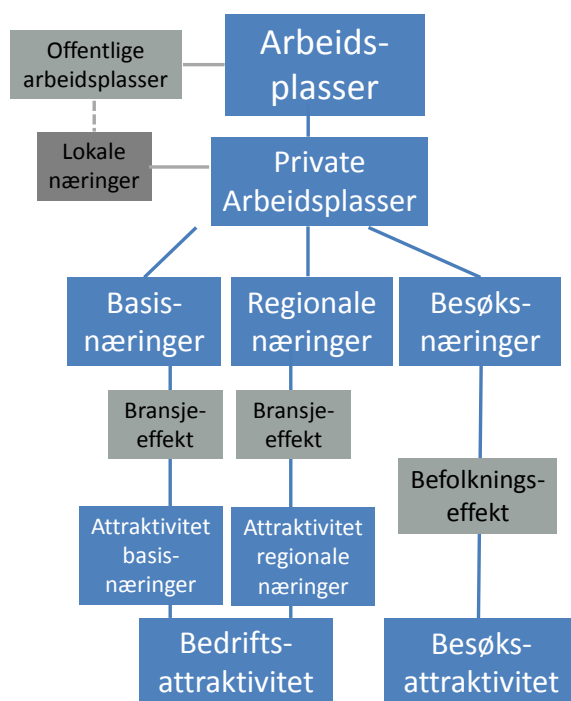 Offentlige
arbeidsplasser
Arbeids-
plasser
Lokale
næringer
Private
Arbeidsplasser
Basis-
næringer
Regionale
næringer
Besøks-
næringer
Bransje-
effekt
Bransje-
effekt
Befolknings-
effekt
Attraktivitet
basis-
næringer
Attraktivitet
regionale
næringer
Bedrifts-
attraktivitet
Besøks-
attraktivitet